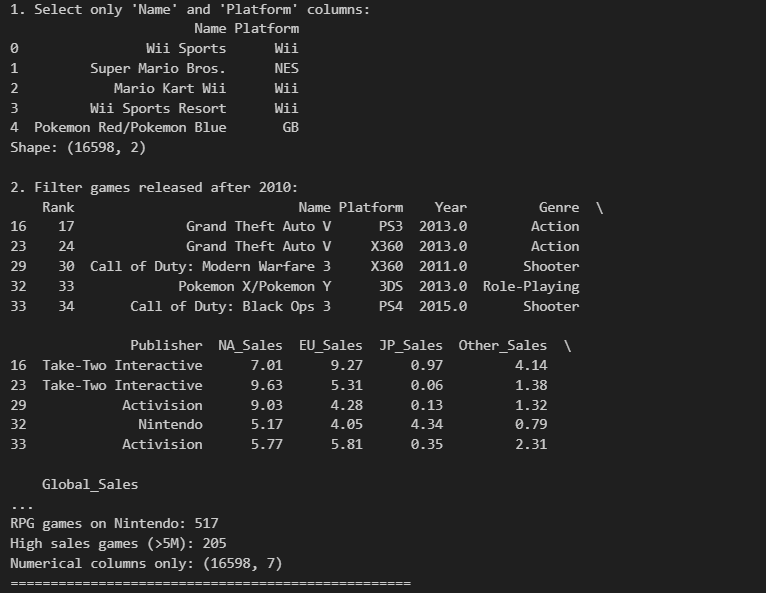 1. Select only 'Name' and 'Platform' columns:
                       Name Platform
0                Wii Sports      Wii
1         Super Mario Bros.      NES
2            Mario Kart Wii      Wii
3         Wii Sports Resort      Wii
4  Pokemon Red/Pokemon Blue       GB
Shape: (16598, 2)

2. Filter games released after 2010:
    Rank                            Name Platform    Year         Genre  \
16    17              Grand Theft Auto V      PS3  2013.0        Action
23    24              Grand Theft Auto V     X360  2013.0        Action
29    30  Call of Duty: Modern Warfare 3     X360  2011.0       Shooter
32    33             Pokemon X/Pokemon Y      3DS  2013.0  Role-Playing
33    34       Call of Duty: Black Ops 3      PS4  2015.0       Shooter

               Publisher  NA_Sales  EU_Sales  JP_Sales  Other_Sales  \
16  Take-Two Interactive      7.01      9.27      0.97         4.14
23  Take-Two Interactive      9.63      5.31      0.06         1.38
29            Activision      9.03      4.28      0.13         1.32
32              Nintendo      5.17      4.05      4.34         0.79
33            Activision      5.77      5.81      0.35         2.31

    Global_Sales
...
RPG games on Nintendo: 517
High sales games (>5M): 205
Numerical columns only: (16598, 7)
==================================================